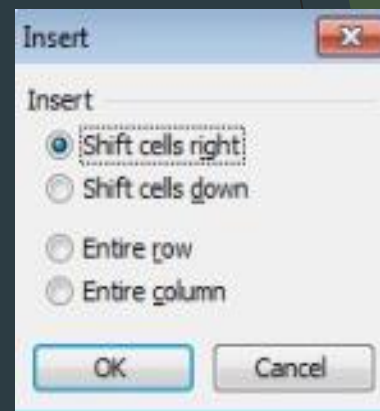 Insert
Insert
Shift cells right
Shift cells down
Entire row
Entire column
OK Cancel